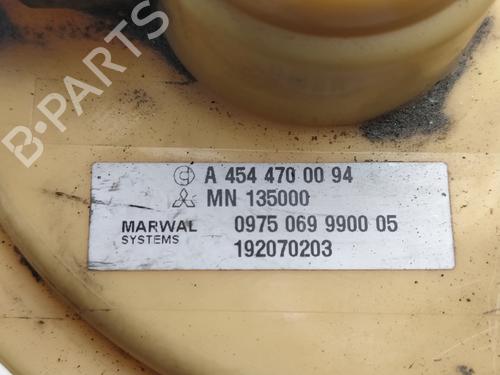 B-PARTS
A 454 470 00 94
MN 135000
MARWAL 0975 069 9900 05
SYSTEMS 192070203